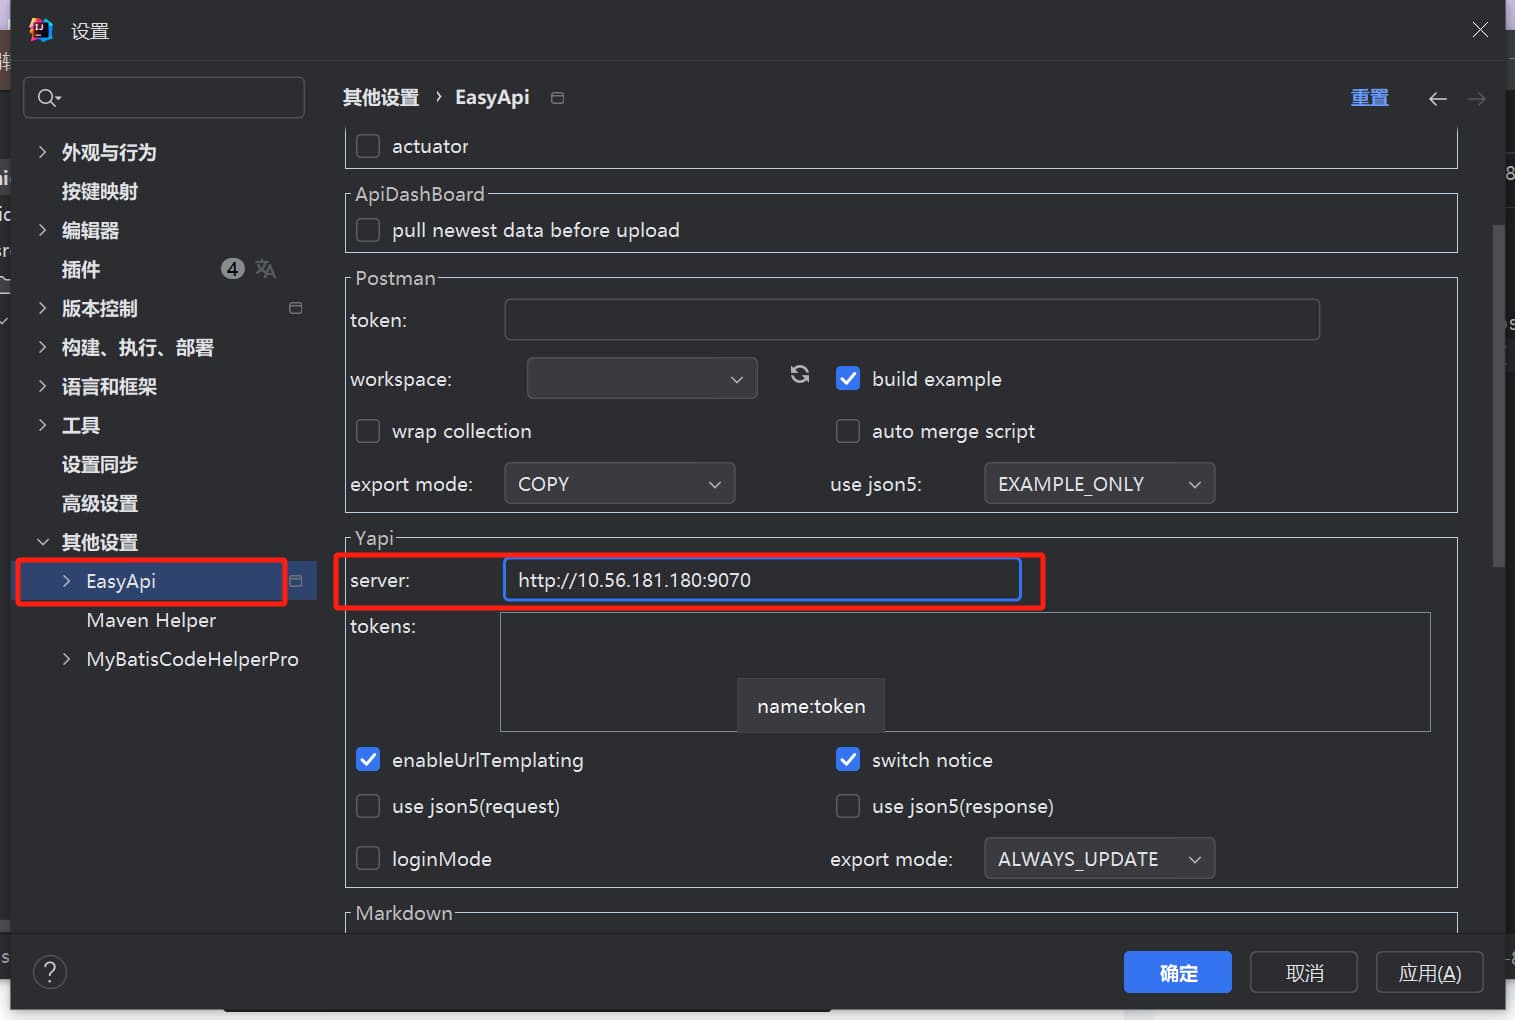 设置
其他设置 › EasyApi
重置
外观与行为
按键映射
编辑器
插件 4
版本控制
构建、执行、部署
语言和框架
工具
设置同步
高级设置
其他设置
EasyApi
Maven Helper
MyBatisCodeHelperPro
actuator
ApiDashBoard
pull newest data before upload
Postman
token:
workspace:
build example
wrap collection
auto merge script
export mode: COPY
use json5: EXAMPLE_ONLY
Yapi
server: http://10.56.181.180:9070
tokens:
name:token
enableUrlTemplating
switch notice
use json5(request)
use json5(response)
loginMode
export mode: ALWAYS_UPDATE
Markdown
?
确定
取消
应用(A)